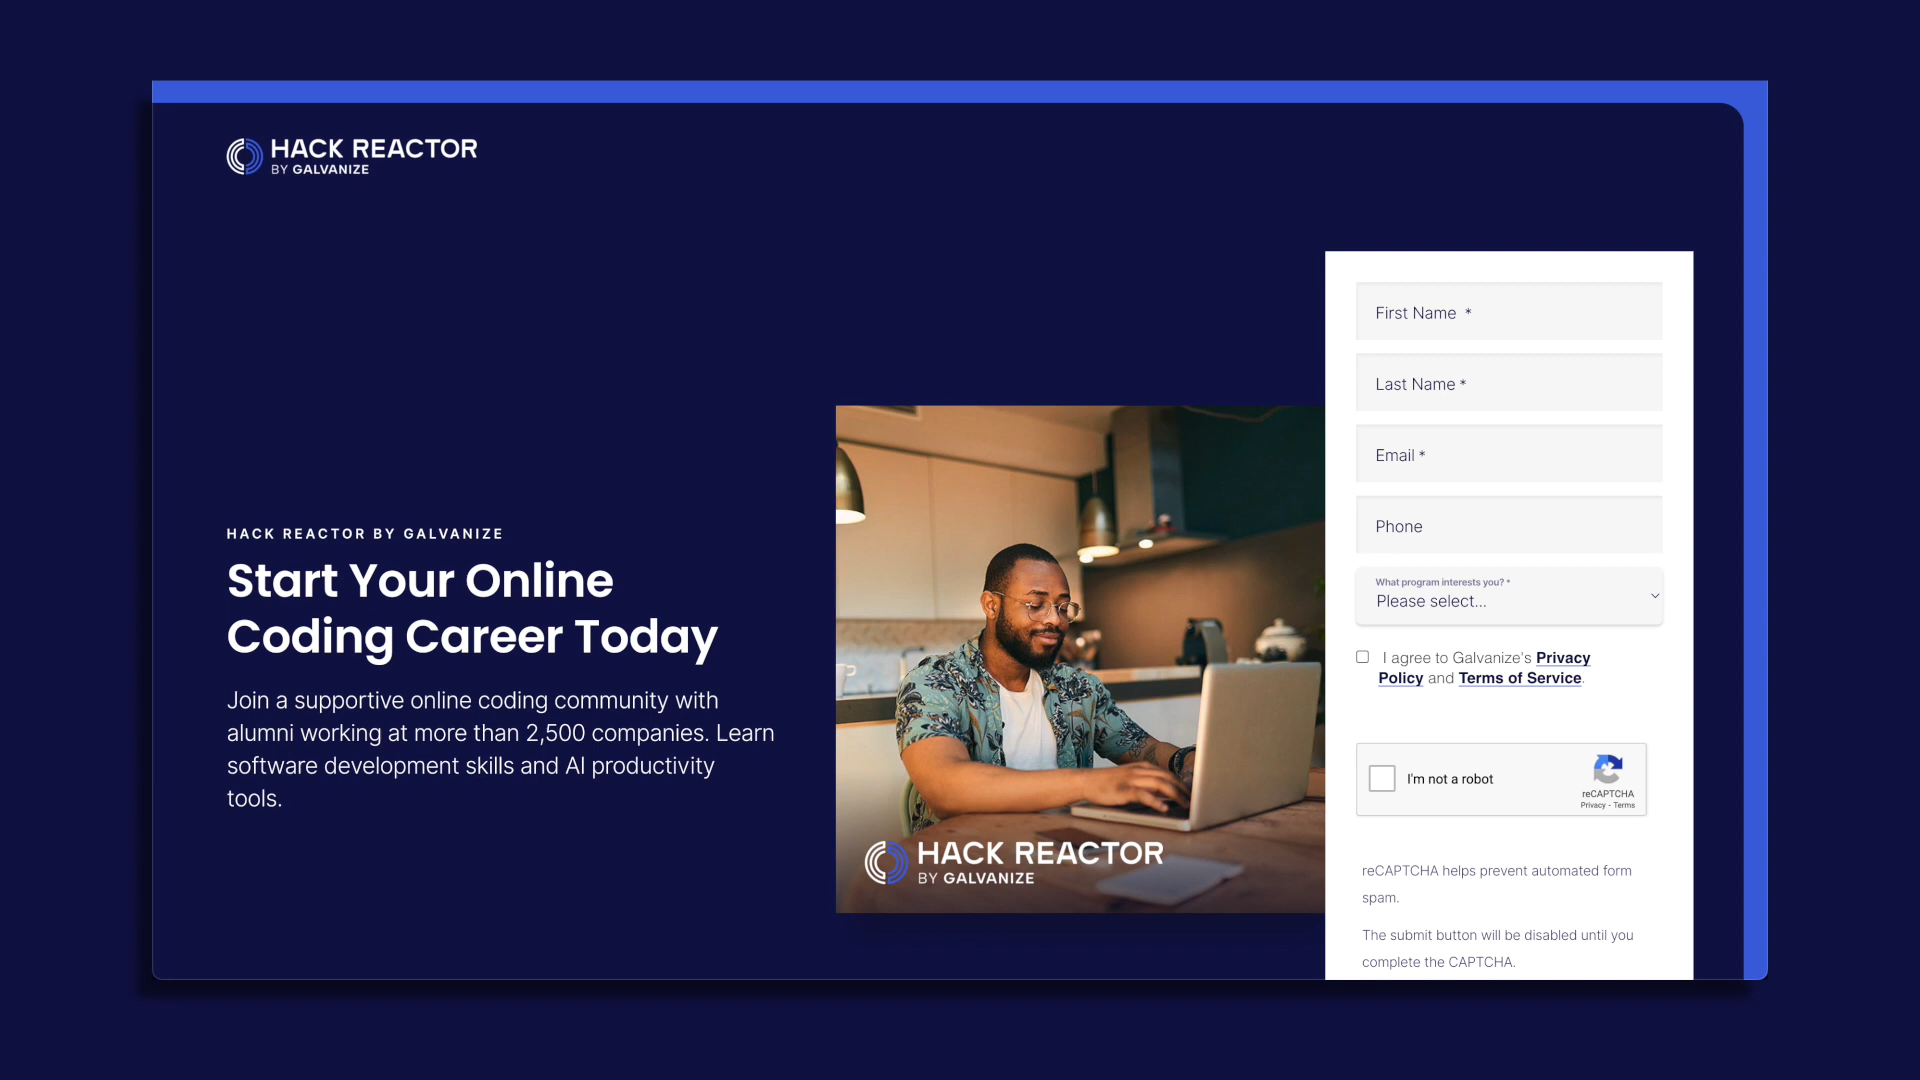 HACK REACTOR
BY GALVANIZE
HACK REACTOR BY GALVANIZE
Start Your Online
Coding Career Today
Join a supportive online coding community with
alumni working at more than 2,500 companies. Learn
software development skills and AI productivity
tools.
HACK REACTOR
BY GALVANIZE
First Name *
Last Name *
Email *
Phone
What program interests you? *
Please select...
I agree to Galvanize's Privacy
Policy and Terms of Service.
I'm not a robot
reCAPTCHA
Privacy - Terms
reCAPTCHA helps prevent automated form
spam.
The submit button will be disabled until you
complete the CAPTCHA.